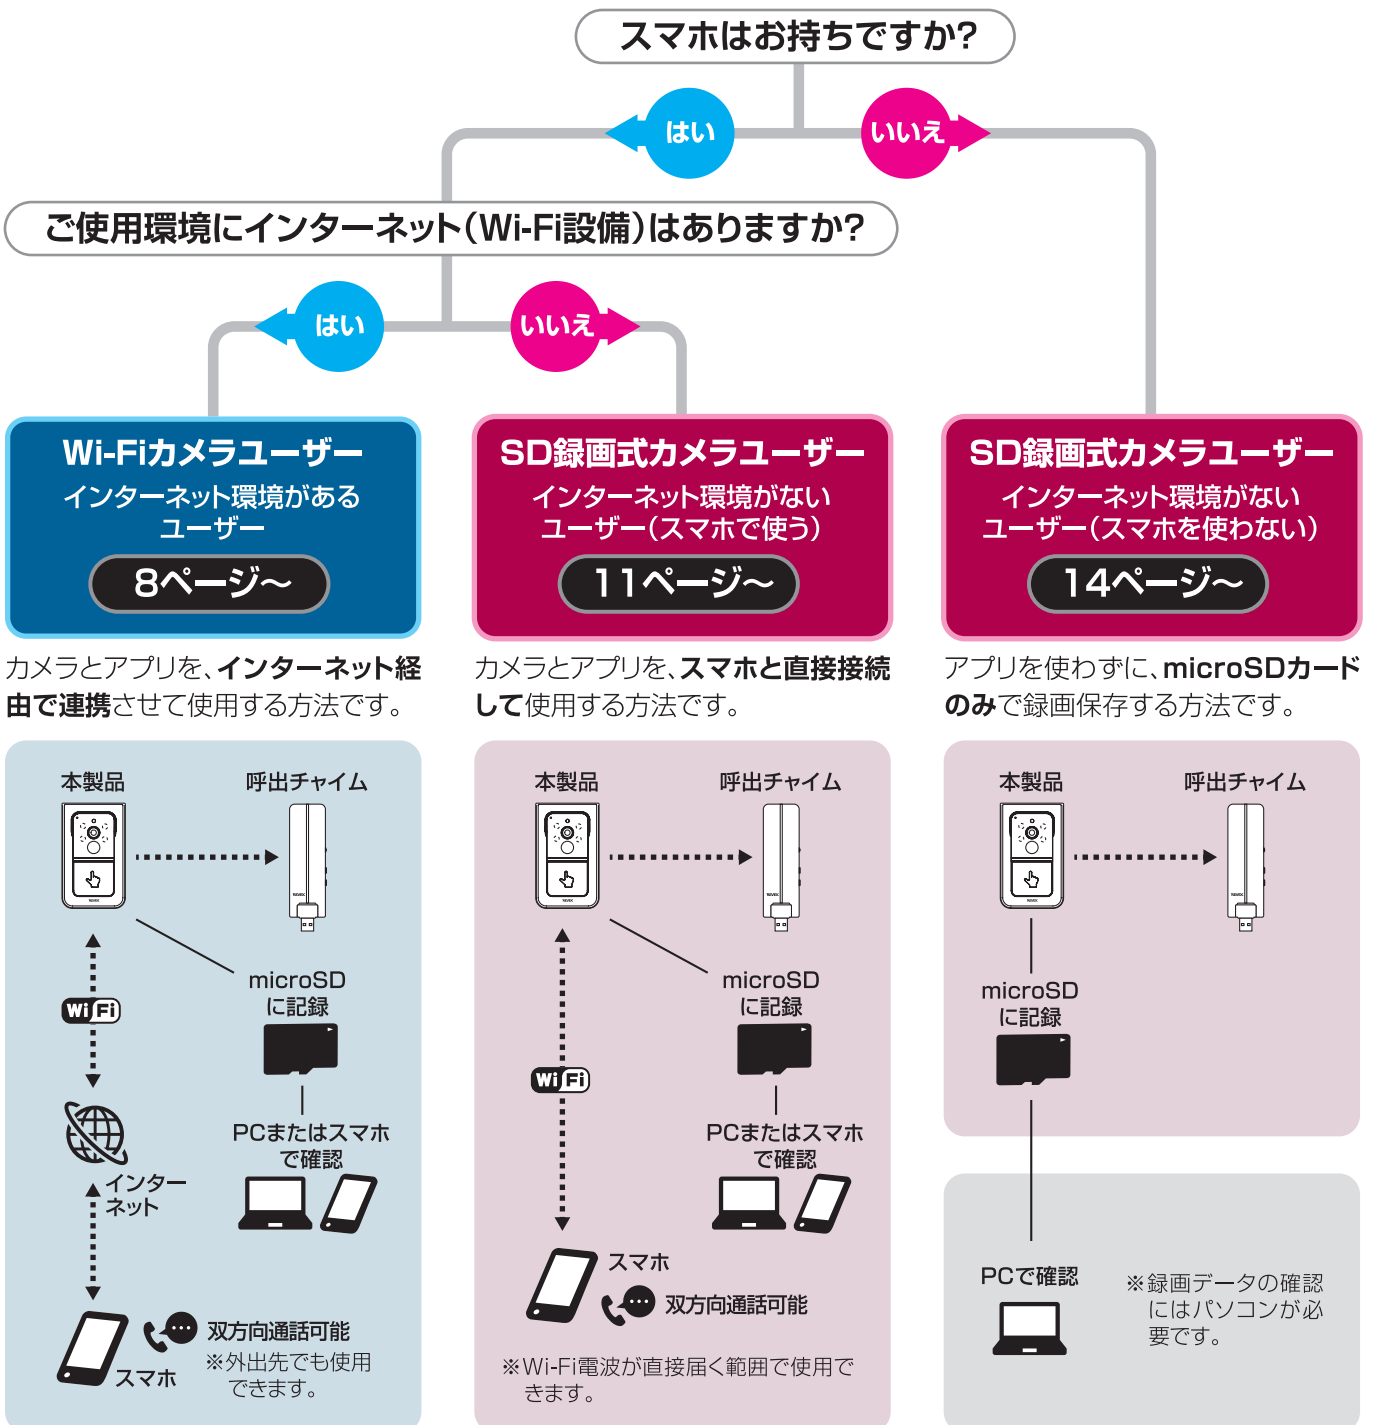 スマホはお持ちですか?
はい
いいえ
ご使用環境にインターネット(Wi-Fi設備)はありますか?
はい
いいえ
Wi-Fiカメラユーザー
インターネット環境がある
ユーザー
8ページ〜
カメラとアプリを、インターネット経
由で連携させて使用する方法です。
本製品
呼出チャイム
REVEX
REVEX
microSD
に記録
Wi Fi
PCまたはスマホ
で確認
インター
ネット
双方向通話可能
※外出先でも使用
できます。
スマホ
SD録画式カメラユーザー
インターネット環境がない
ユーザー(スマホで使う)
11ページ〜
カメラとアプリを、スマホと直接接続
して使用する方法です。
本製品
呼出チャイム
REVEX
REVEX
microSD
に記録
Wi Fi
PCまたはスマホ
で確認
スマホ
双方向通話可能
※Wi-Fi電波が直接届く範囲で使用で
きます。
SD録画式カメラユーザー
インターネット環境がない
ユーザー(スマホを使わない)
14ページ〜
アプリを使わずに、microSDカード
のみで録画保存する方法です。
本製品
呼出チャイム
REVEX
REVEX
microSD
に記録
PCで確認
※録画データの確認
にはパソコンが必
要です。